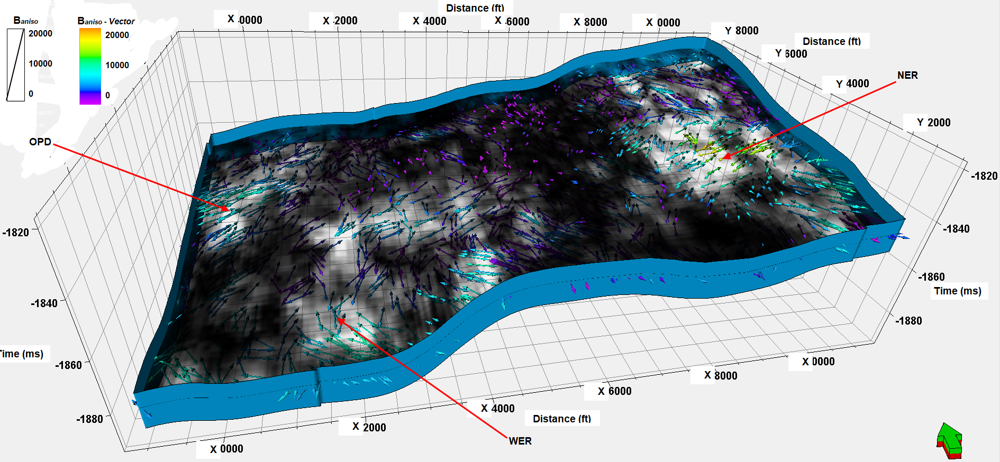 Distance (ft)
X .0000
X -2000
X 4000
X .6000
X 8000
X 0000
Y 8000
Distance (ft)
Y 6000
Y 4000
Y 2000
Baniso
20000
10000
0
Baniso - Vector
20000
10000
0
NER
OPD
-1820
-1840
-1860
-1880
Time (ms)
-1820
-1840
-1860
Time (ms)
-1880
X 0000
X 2000
X 4000
X 6000
X 8000
X 0000
Distance (ft)
WER